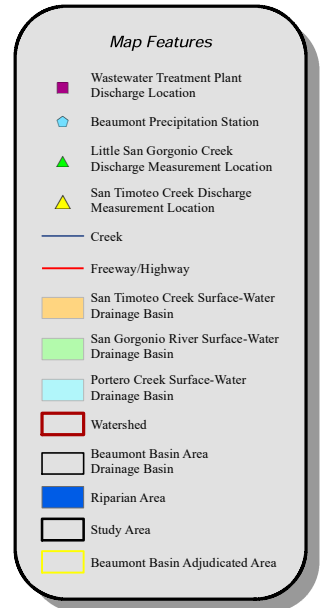 Map Features
Wastewater Treatment Plant
Discharge Location
Beaumont Precipitation Station
Little San Gorgonio Creek
Discharge Measurement Location
San Timoteo Creek Discharge
Measurement Location
Creek
Freeway/Highway
San Timoteo Creek Surface-Water
Drainage Basin
San Gorgonio River Surface-Water
Drainage Basin
Portero Creek Surface-Water
Drainage Basin
Watershed
Beaumont Basin Area
Drainage Basin
Riparian Area
Study Area
Beaumont Basin Adjudicated Area